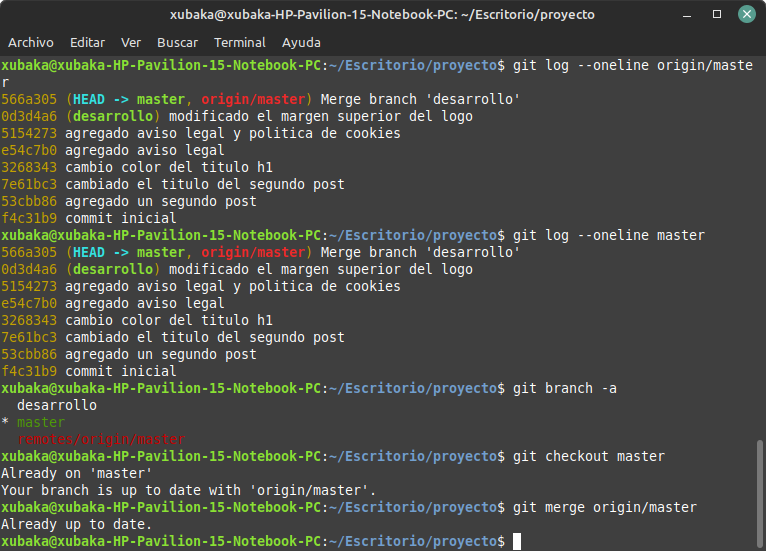 xubaka@xubaka-HP-Pavilion-15-Notebook-PC: ~/Escritorio/proyecto
Archivo Editar Ver Buscar Terminal Ayuda
xubaka@xubaka-HP-Pavilion-15-Notebook-PC:~/Escritorio/proyecto$ git log --oneline origin/maste
r
566a305 (HEAD -> master, origin/master) Merge branch 'desarrollo'
0d3d4a6 (desarrollo) modificado el margen superior del logo
5154273 agregado aviso legal y politica de cookies
e54c7b0 agregado aviso legal
3268343 cambio color del titulo h1
7e61bc3 cambiado el titulo del segundo post
53cbb86 agregado un segundo post
f4c31b9 commit inicial
xubaka@xubaka-HP-Pavilion-15-Notebook-PC:~/Escritorio/proyecto$ git log --oneline master
566a305 (HEAD -> master, origin/master) Merge branch 'desarrollo'
0d3d4a6 (desarrollo) modificado el margen superior del logo
5154273 agregado aviso legal y politica de cookies
e54c7b0 agregado aviso legal
3268343 cambio color del titulo h1
7e61bc3 cambiado el titulo del segundo post
53cbb86 agregado un segundo post
f4c31b9 commit inicial
xubaka@xubaka-HP-Pavilion-15-Notebook-PC:~/Escritorio/proyecto$ git branch -a
  desarrollo
* master
  remotes/origin/master
xubaka@xubaka-HP-Pavilion-15-Notebook-PC:~/Escritorio/proyecto$ git checkout master
Already on 'master'
Your branch is up to date with 'origin/master'.
xubaka@xubaka-HP-Pavilion-15-Notebook-PC:~/Escritorio/proyecto$ git merge origin/master
Already up to date.
xubaka@xubaka-HP-Pavilion-15-Notebook-PC:~/Escritorio/proyecto$